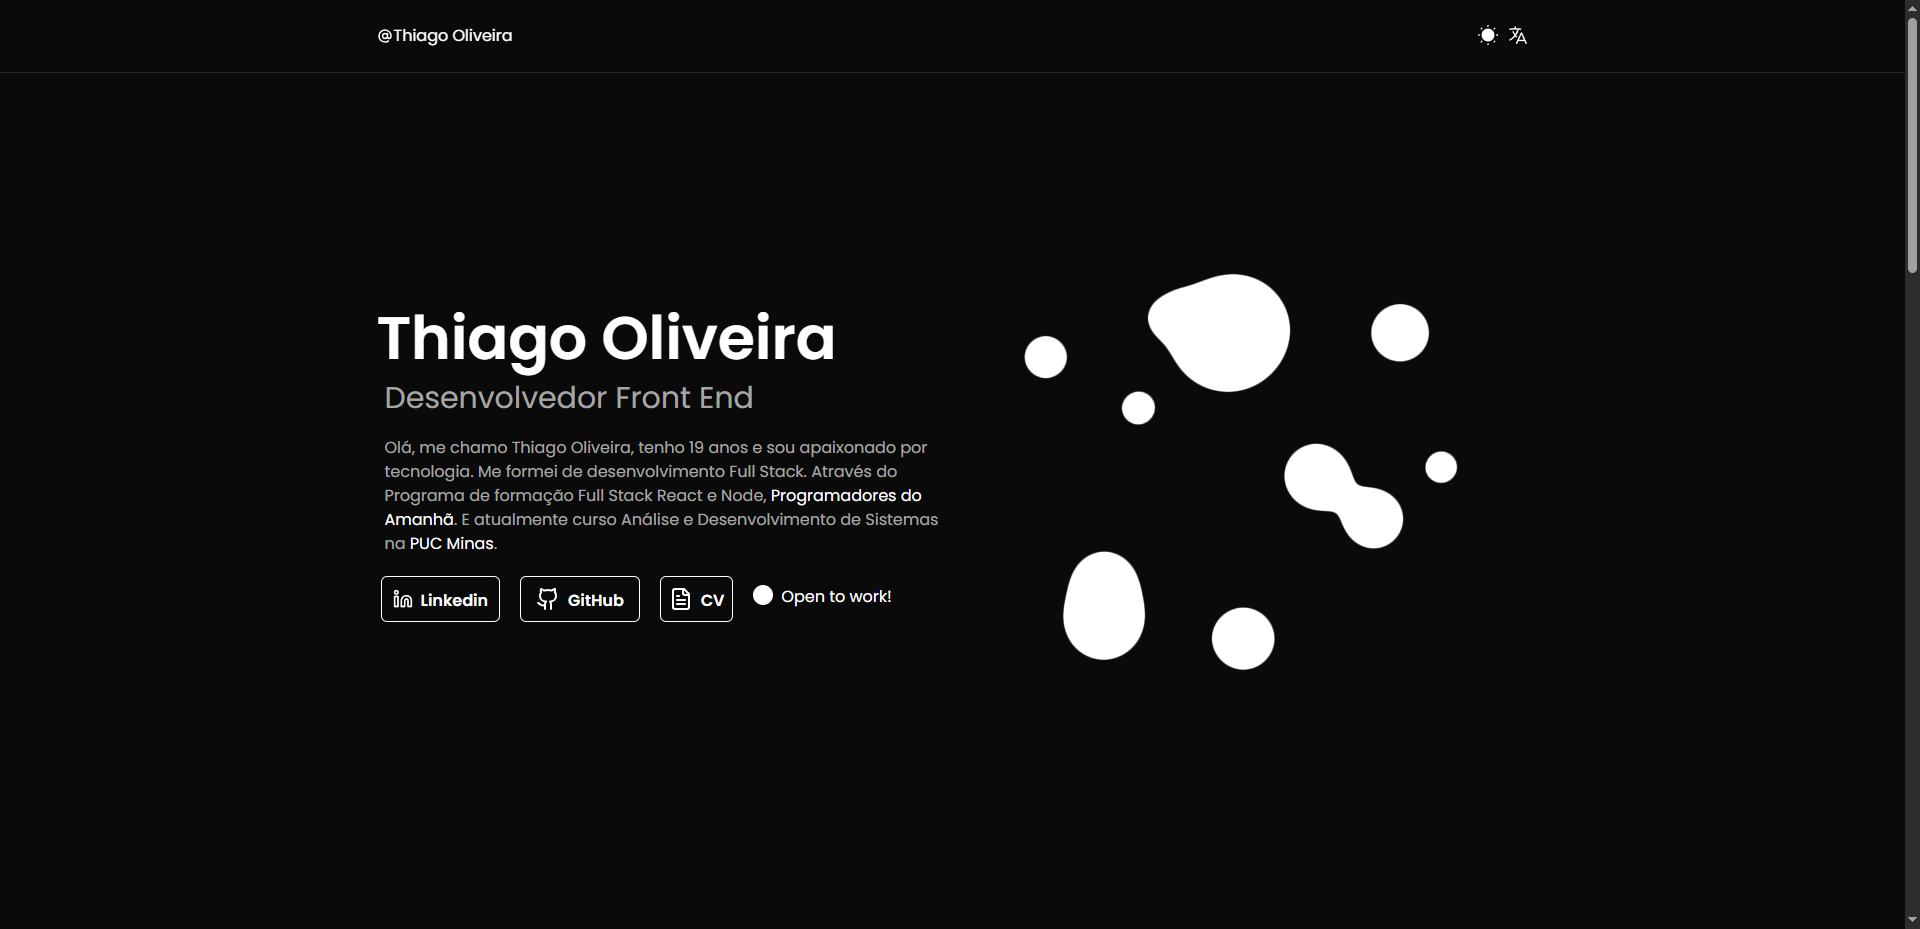 @Thiago Oliveira
Thiago Oliveira
Desenvolvedor Front End
Olá, me chamo Thiago Oliveira, tenho 19 anos e sou apaixonado por
tecnologia. Me formei de desenvolvimento Full Stack. Através do
Programa de formação Full Stack React e Node, Programadores do
Amanhã. E atualmente curso Análise e Desenvolvimento de Sistemas
na PUC Minas.
Linkedin GitHub CV Open to work!